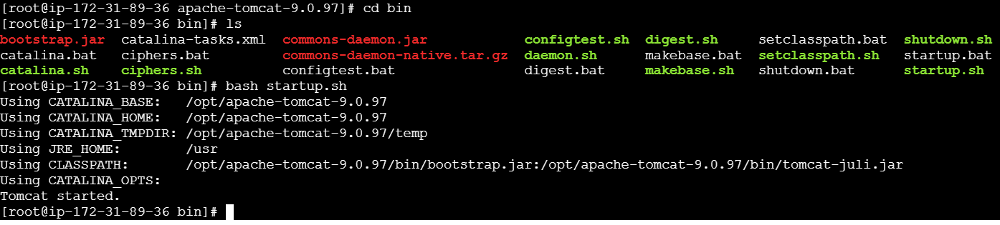 [root@ip-172-31-89-36 apache-tomcat-9.0.97]# cd bin
[root@ip-172-31-89-36 bin]# ls
bootstrap.jar  catalina-tasks.xml  commons-daemon.jar            configtest.sh  digest.sh     setclasspath.bat  shutdown.sh
catalina.bat   ciphers.bat         commons-daemon-native.tar.gz  daemon.sh      makebase.bat  setclasspath.sh   startup.bat
catalina.sh    ciphers.sh          configtest.bat                digest.bat     makebase.sh   shutdown.bat      startup.sh
[root@ip-172-31-89-36 bin]# bash startup.sh
Using CATALINA_BASE:   /opt/apache-tomcat-9.0.97
Using CATALINA_HOME:   /opt/apache-tomcat-9.0.97
Using CATALINA_TMPDIR: /opt/apache-tomcat-9.0.97/temp
Using JRE_HOME:        /usr
Using CLASSPATH:       /opt/apache-tomcat-9.0.97/bin/bootstrap.jar:/opt/apache-tomcat-9.0.97/bin/tomcat-juli.jar
Using CATALINA_OPTS:
Tomcat started.
[root@ip-172-31-89-36 bin]#